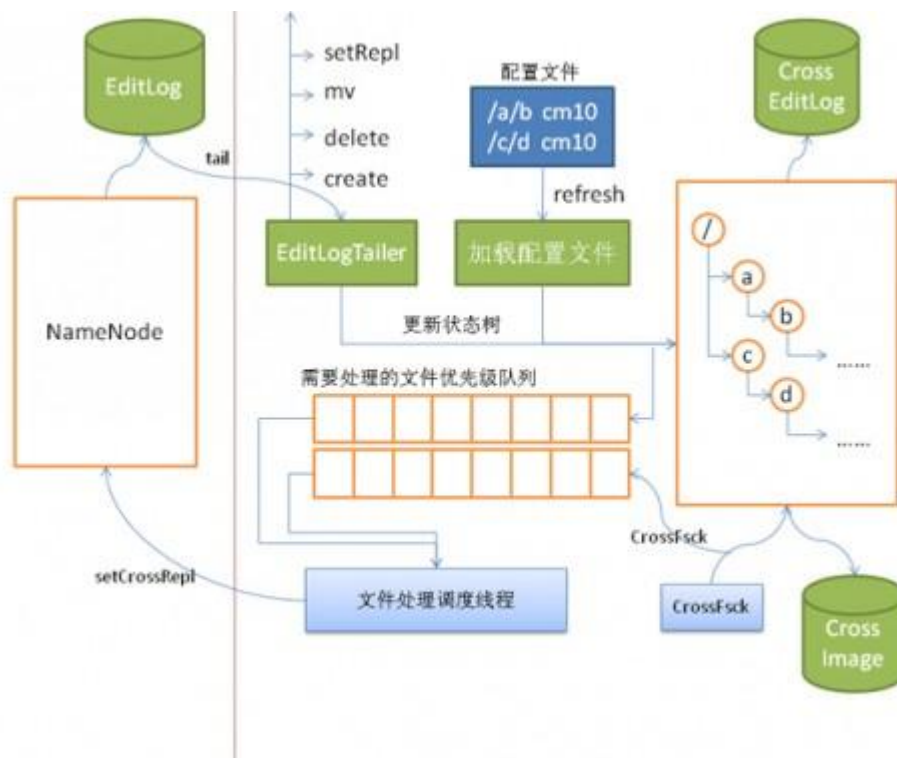 EditLog
tail
setRepl
mv
delete
create
配置文件
/a/b cm10
/c/d cm10
refresh
Cross
EditLog
NameNode
EditLogTailer
加载配置文件
更新状态树
/
a
b
……
c
d
……
需要处理的文件优先级队列
CrossFsck
setCrossRepl
文件处理调度线程
CrossFsck
Cross
Image